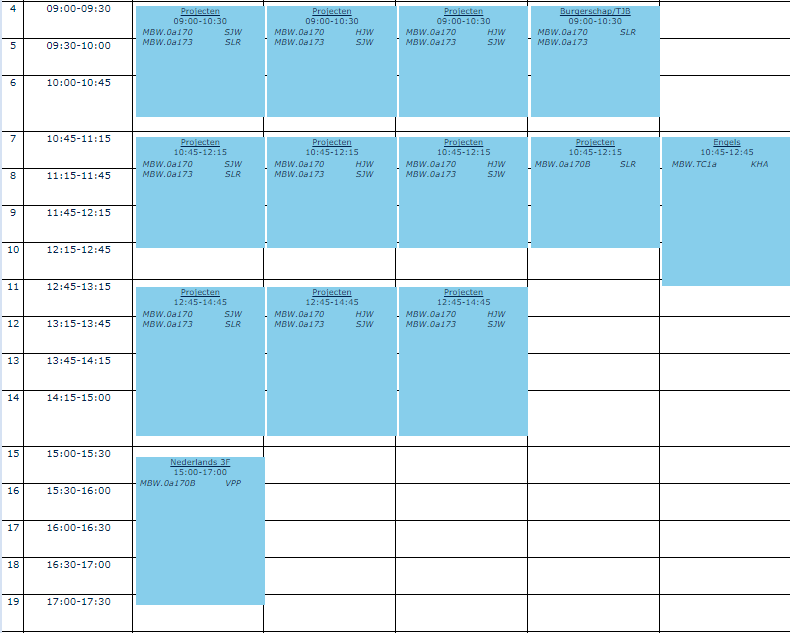 4 09:00-09:30
5 09:30-10:00
6 10:00-10:45
7 10:45-11:15
8 11:15-11:45
9 11:45-12:15
10 12:15-12:45
11 12:45-13:15
12 13:15-13:45
13 13:45-14:15
14 14:15-15:00
15 15:00-15:30
16 15:30-16:00
17 16:00-16:30
18 16:30-17:00
19 17:00-17:30
Projecten
09:00-10:30
MBW.0a170 SJW
MBW.0a173 SLR
Projecten
09:00-10:30
MBW.0a170 HJW
MBW.0a173 SJW
Projecten
09:00-10:30
MBW.0a170 HJW
MBW.0a173 SJW
Burgerschap/TJB
09:00-10:30
MBW.0a170 SLR
MBW.0a173
Projecten
10:45-12:15
MBW.0a170 SJW
MBW.0a173 SLR
Projecten
10:45-12:15
MBW.0a170 HJW
MBW.0a173 SJW
Projecten
10:45-12:15
MBW.0a170 HJW
MBW.0a173 SJW
Projecten
10:45-12:15
MBW.0a170B SLR
Engels
10:45-12:45
MBW.TC1a KHA
Projecten
12:45-14:45
MBW.0a170 SJW
MBW.0a173 SLR
Projecten
12:45-14:45
MBW.0a170 HJW
MBW.0a173 SJW
Projecten
12:45-14:45
MBW.0a170 HJW
MBW.0a173 SJW
Nederlands 3F
15:00-17:00
MBW.0a170B VPP